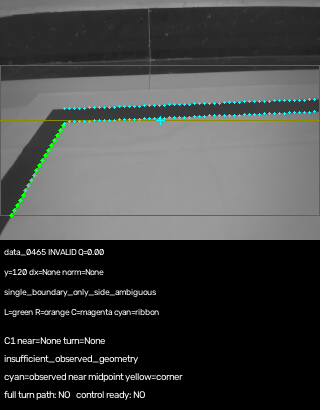 data_0465 INVALID Q=0.00
y=120 dx=None norm=None
single_boundary_only_side_ambiguous
L=green R=orange C=magenta cyan=ribbon
C1 near=None turn=None
insufficient_observed_geometry
cyan=observed near midpoint yellow=corner
full turn path: NO control ready: NO